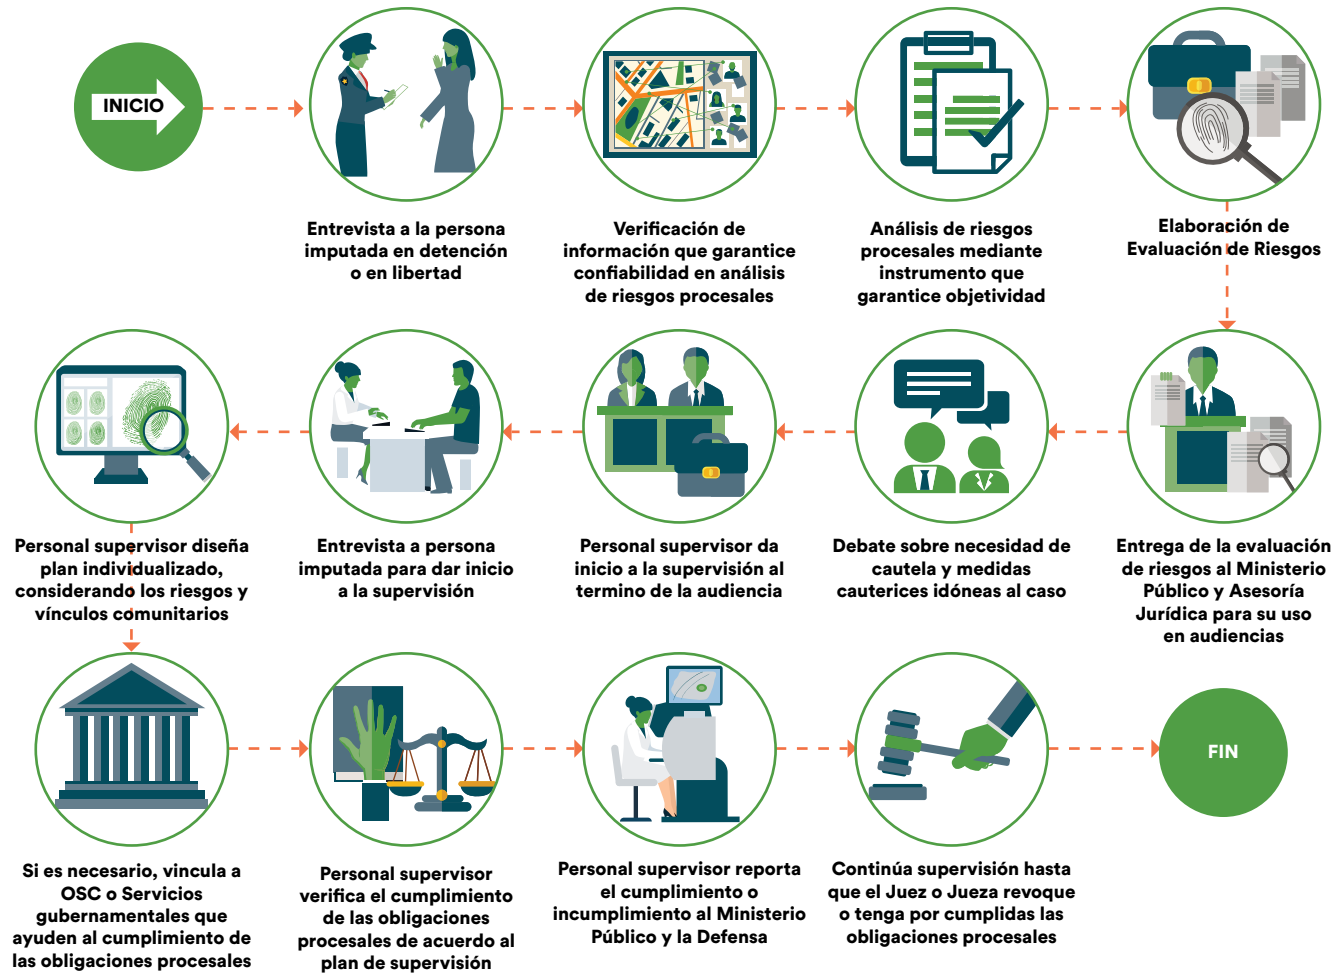 INICIO
Entrevista a la persona
imputada en detención
o en libertad
Verificación de
información que garantice
confiabilidad en análisis
de riesgos procesales
Análisis de riesgos
procesales mediante
instrumento que
garantice objetividad
Elaboración de
Evaluación de Riesgos
Entrega de la evaluación
de riesgos al Ministerio
Público y Asesoría
Jurídica para su uso
en audiencias
Debate sobre necesidad de
cautela y medidas
cauterices idóneas al caso
Personal supervisor da
inicio a la supervisión al
termino de la audiencia
Entrevista a persona
imputada para dar inicio
a la supervisión
Personal supervisor diseña
plan individualizado,
considerando los riesgos y
vínculos comunitarios
Si es necesario, vincula a
OSC o Servicios
gubernamentales que
ayuden al cumplimiento de
las obligaciones procesales
Personal supervisor
verifica el cumplimiento
de las obligaciones
procesales de acuerdo al
plan de supervisión
Personal supervisor reporta
el cumplimiento o
incumplimiento al Ministerio
Público y la Defensa
Continúa supervisión hasta
que el Juez o Jueza revoque
o tenga por cumplidas las
obligaciones procesales
FIN